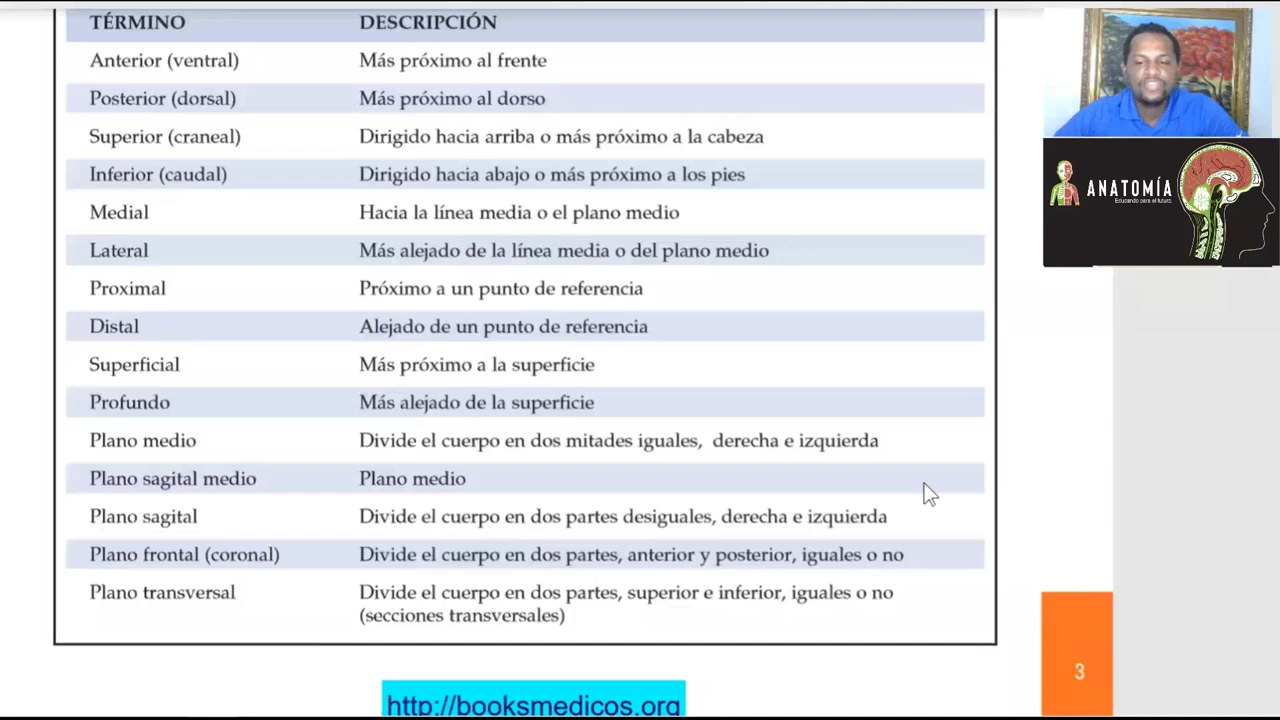 TÉRMINO DESCRIPCIÓN
Anterior (ventral) Más próximo al frente
Posterior (dorsal) Más próximo al dorso
Superior (craneal) Dirigido hacia arriba o más próximo a la cabeza
Inferior (caudal) Dirigido hacia abajo o más próximo a los pies
Medial Hacia la línea media o el plano medio
Lateral Más alejado de la línea media o del plano medio
Proximal Próximo a un punto de referencia
Distal Alejado de un punto de referencia
Superficial Más próximo a la superficie
Profundo Más alejado de la superficie
Plano medio Divide el cuerpo en dos mitades iguales, derecha e izquierda
Plano sagital medio Plano medio
Plano sagital Divide el cuerpo en dos partes desiguales, derecha e izquierda
Plano frontal (coronal) Divide el cuerpo en dos partes, anterior y posterior, iguales o no
Plano transversal Divide el cuerpo en dos partes, superior e inferior, iguales o no
(secciones transversales)
http://booksmedicos.org
ANATOMÍA
Educando para el futuro.
3